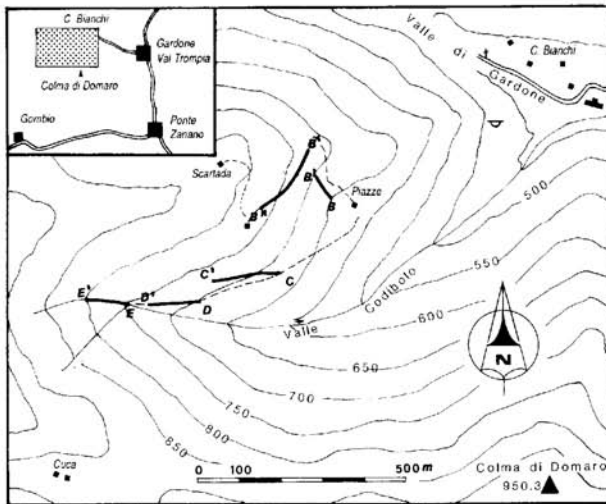 C. Bianchi
Gardone
Val Trompia
Colma di Domaro
Gombio
Ponte
Zanano
Valle
di
Gardone
C. Bianchi
Scartada
Piazze
B'
B
C'
C
E'
D'
E
D
Valle
Codibolo
500
550
600
650
700
750
800
850
N
Cuca
0 100 500 m
Colma di Domaro
950.3